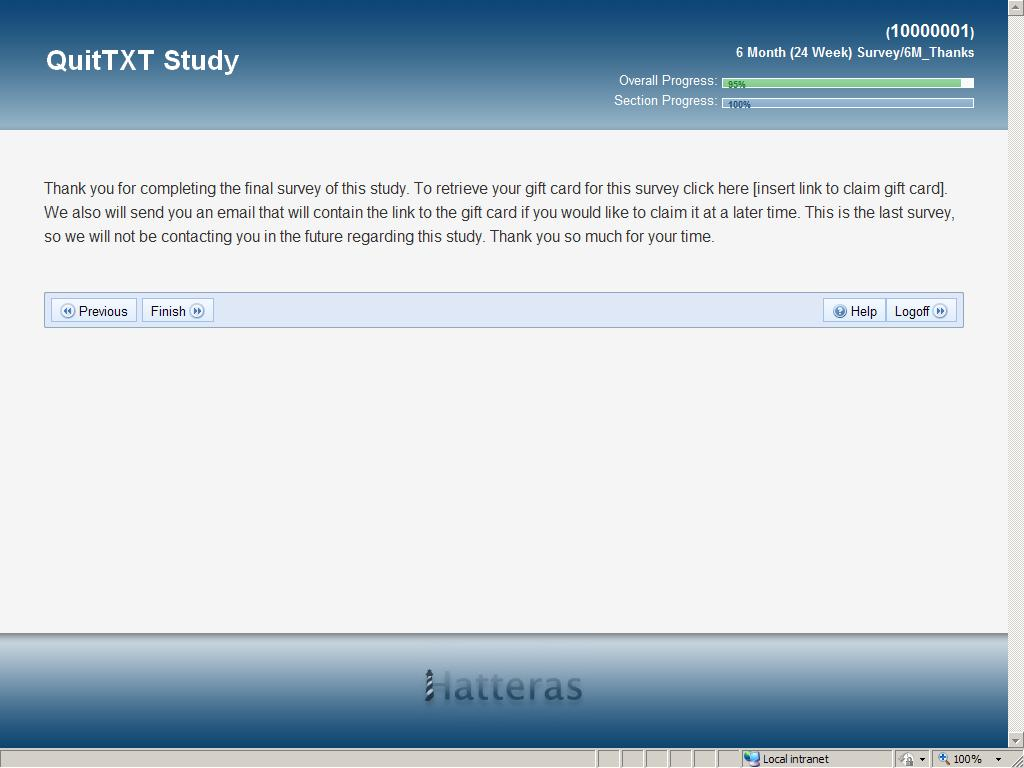 QuitTXT Study
(10000001)
6 Month (24 Week) Survey/6M_Thanks
Overall Progress: 95%
Section Progress: 100%
Thank you for completing the final survey of this study. To retrieve your gift card for this survey click here [insert link to claim gift card].
We also will send you an email that will contain the link to the gift card if you would like to claim it at a later time. This is the last survey,
so we will not be contacting you in the future regarding this study. Thank you so much for your time.
Previous Finish Help Logoff
Hatteras
Local intranet 100%